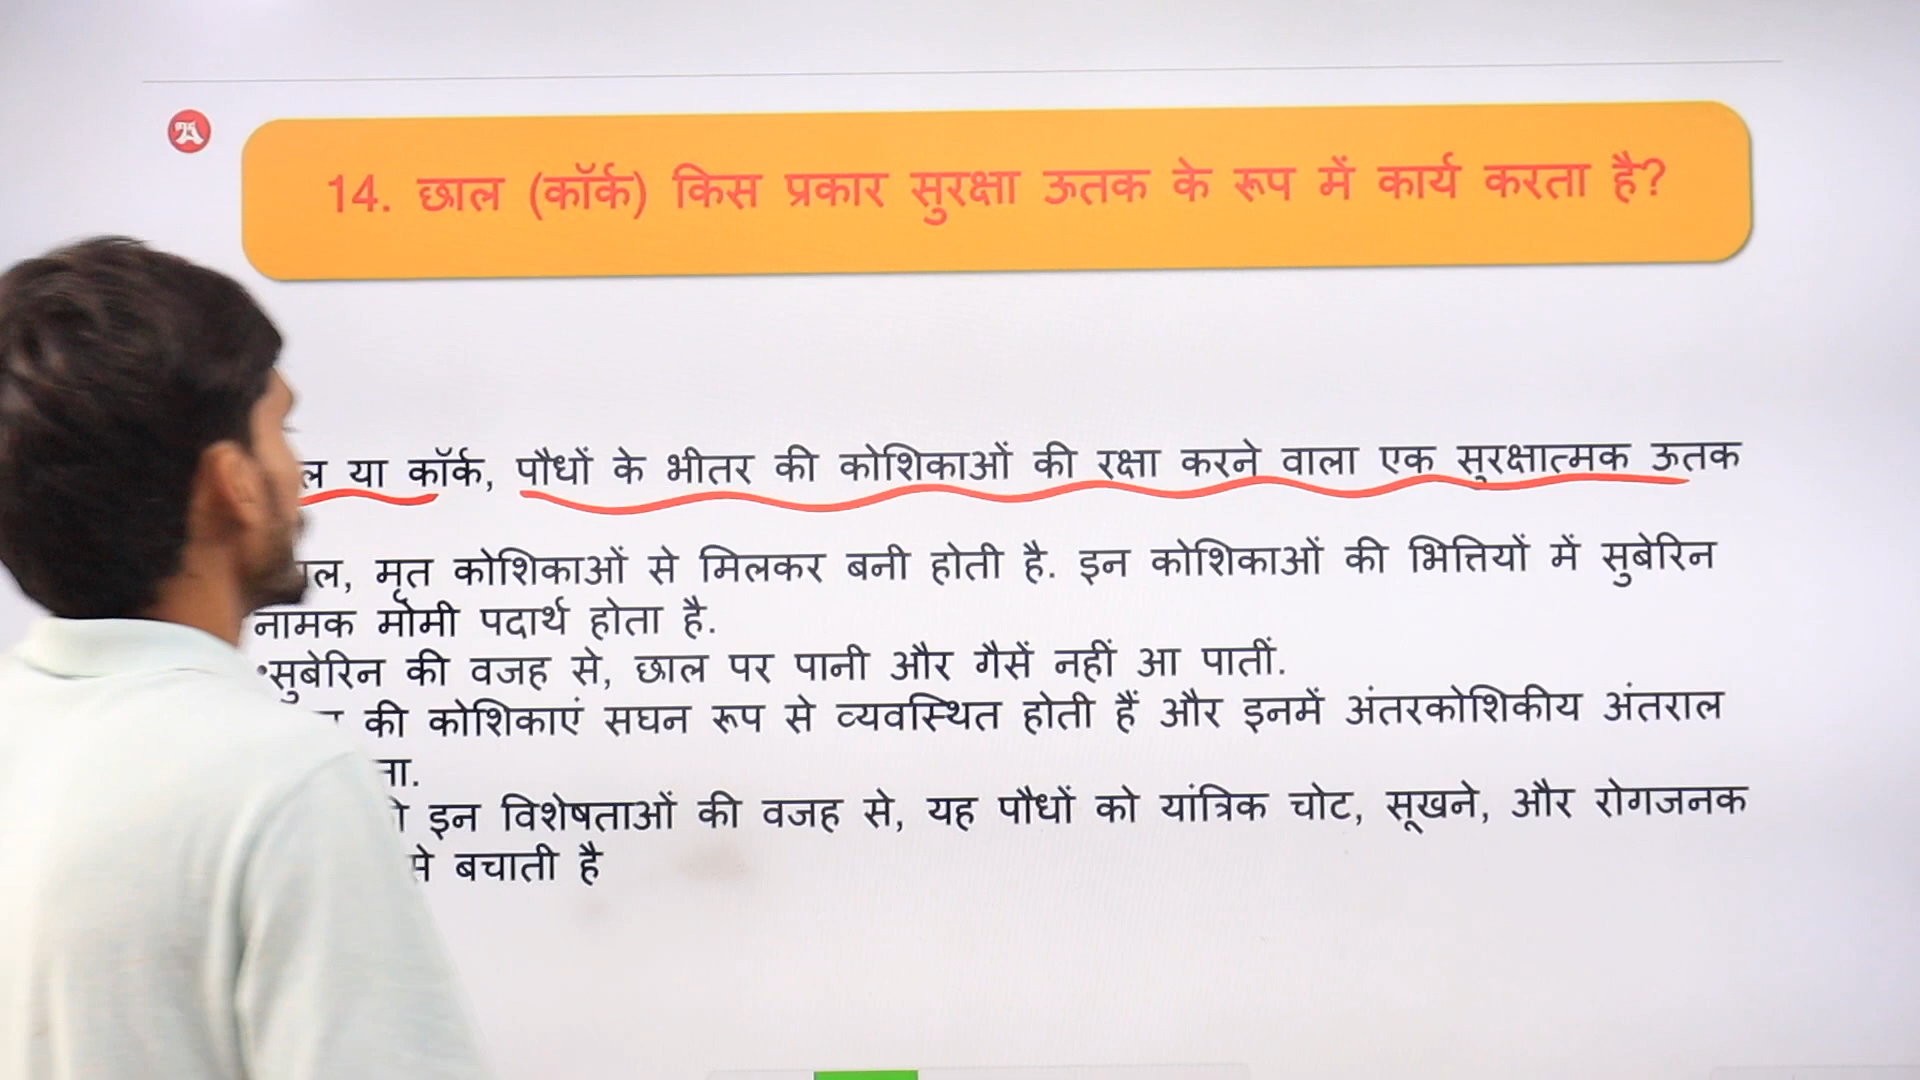 14. छाल (कॉर्क) किस प्रकार सुरक्षा ऊतक के रूप में कार्य करता है?
या कॉर्क, पौधों के भीतर की कोशिकाओं की रक्षा करने वाला एक सुरक्षात्मक ऊतक
मृत कोशिकाओं से मिलकर बनी होती है. इन कोशिकाओं की भित्तियों में सुबेरिन
नामक मोमी पदार्थ होता है.
•सुबेरिन की वजह से, छाल पर पानी और गैसें नहीं आ पातीं.
की कोशिकाएं सघन रूप से व्यवस्थित होती हैं और इनमें अंतरकोशिकीय अंतराल
इन विशेषताओं की वजह से, यह पौधों को यांत्रिक चोट, सूखने, और रोगजनक
से बचाती है